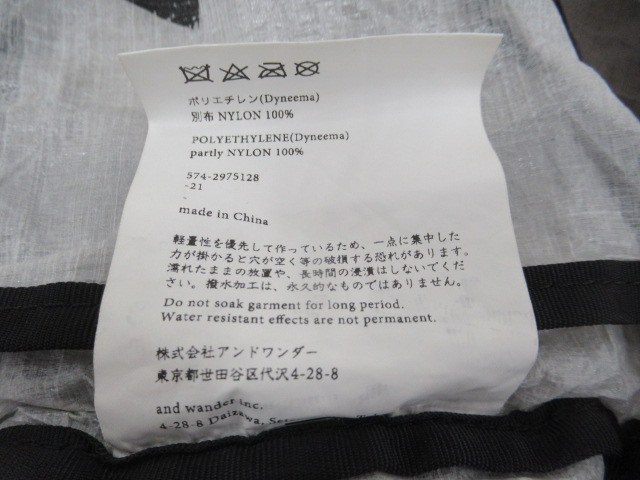 ポリエチレン(Dyneema)
別布 NYLON 100%
POLYETHYLENE(Dyneema)
partly NYLON 100%
574-2975128
-21
made in China
軽量性を優先して作っているため、一点に集中した
力が掛かると穴が空く等の破損する恐れがあります。
濡れたままの放置や、長時間の浸漬はしないでくだ
さい。撥水加工は、永久的なものではありません。
Do not soak garment for long period.
Water resistant effects are not permanent.
株式会社アンドワンダー
東京都世田谷区代沢4-28-8
and wander inc.
4-28-8 Daizawa,